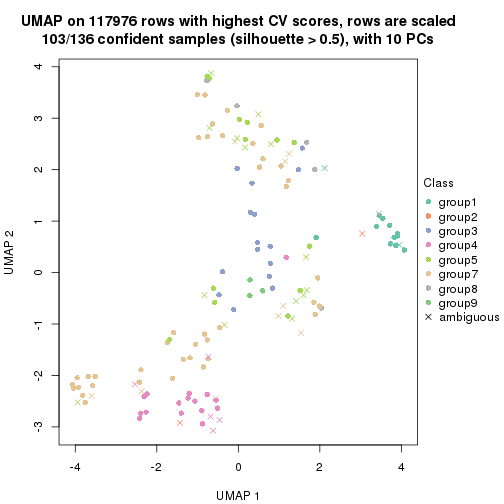 UMAP on 117976 rows with highest CV scores, rows are scaled
103/136 confident samples (silhouette > 0.5), with 10 PCs
4
3
2
1
0
-1
-2
-3
UMAP 2
-4
-2
0
2
4
UMAP 1
Class
group1
group2
group3
group4
group5
group7
group8
group9
ambiguous